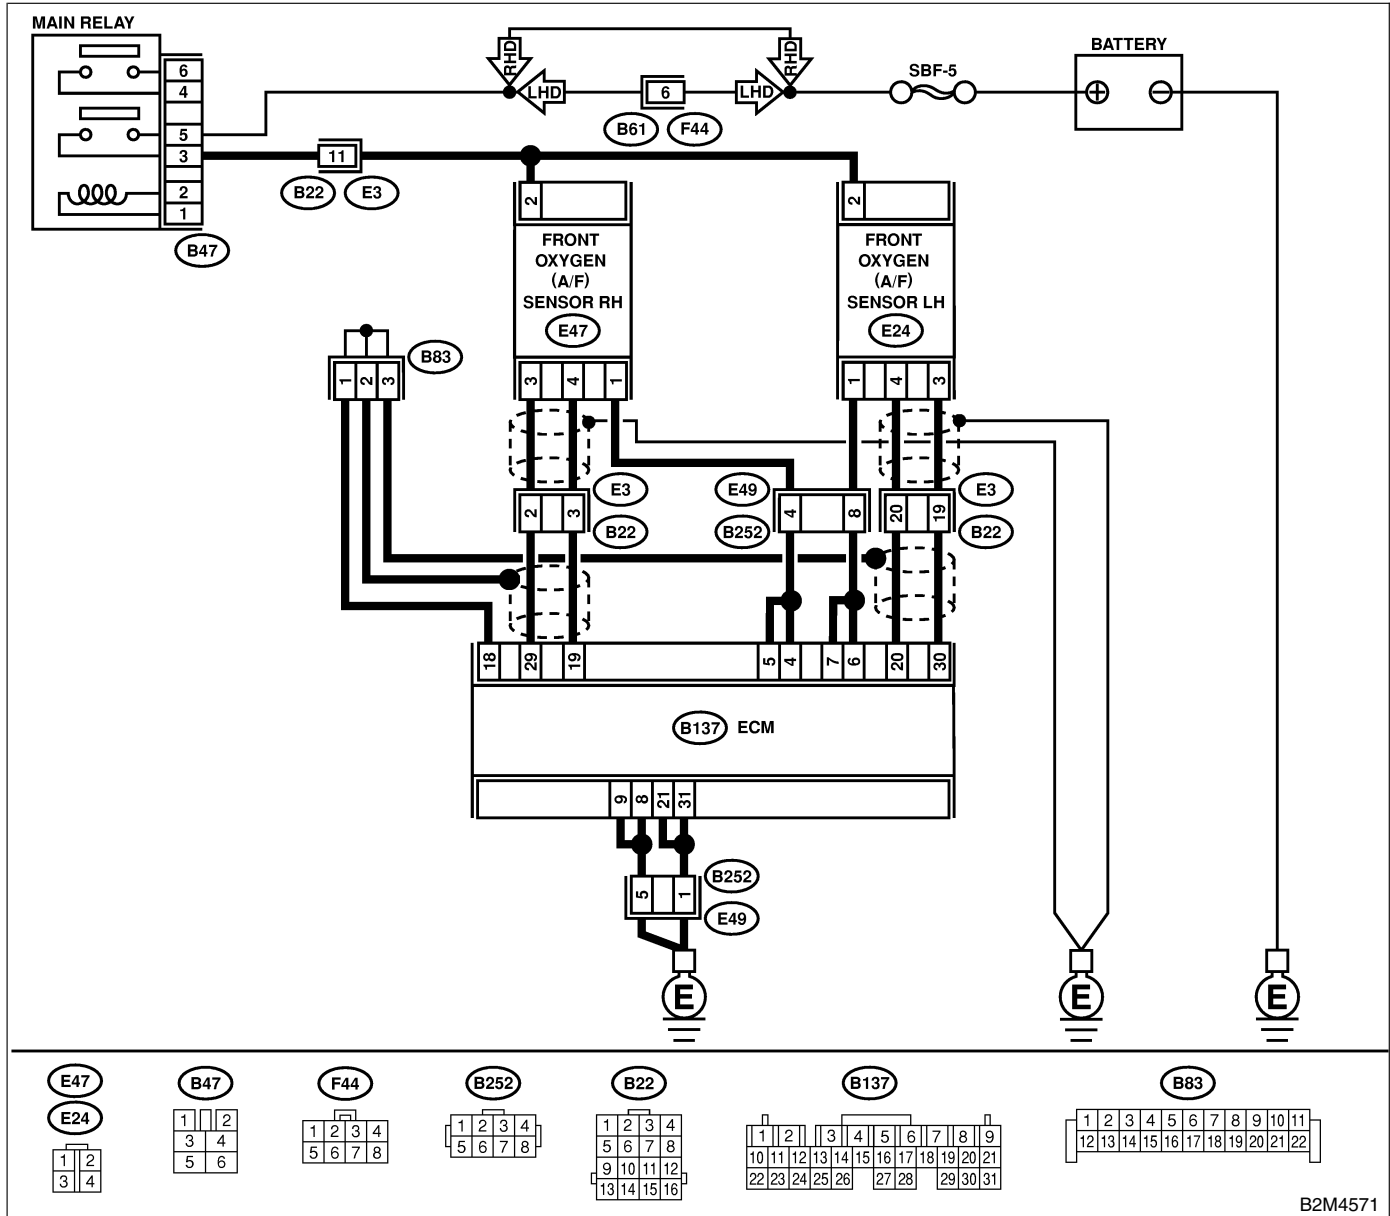 MAIN RELAY
6
4
5
3
2
1
B47
11
B22 E3
RHD
LHD
6
LHD
RHD
B61 F44
SBF-5
BATTERY
+ −
2
FRONT
OXYGEN
(A/F)
SENSOR RH
E47
3 4 1
2
FRONT
OXYGEN
(A/F)
SENSOR LH
E24
1 4 3
B83
1 2 3
2 3
E3
B22
E49
B252
4 8
20 19
E3
B22
18 29 19 5 4 7 6 20 30
B137 ECM
9 8 21 31
5 1
B252
E49
E
E
E
E47
E24
1 2
3 4
B47
1 2
3 4
5 6
F44
1 2 3 4
5 6 7 8
B252
1 2 3 4
5 6 7 8
B22
1 2 3 4
5 6 7 8
9 10 11 12
13 14 15 16
B137
1 2 3 4 5 6 7 8 9
10 11 12 13 14 15 16 17 18 19 20 21
22 23 24 25 26 27 28 29 30 31
B83
1 2 3 4 5 6 7 8 9 10 11
12 13 14 15 16 17 18 19 20 21 22
B2M4571